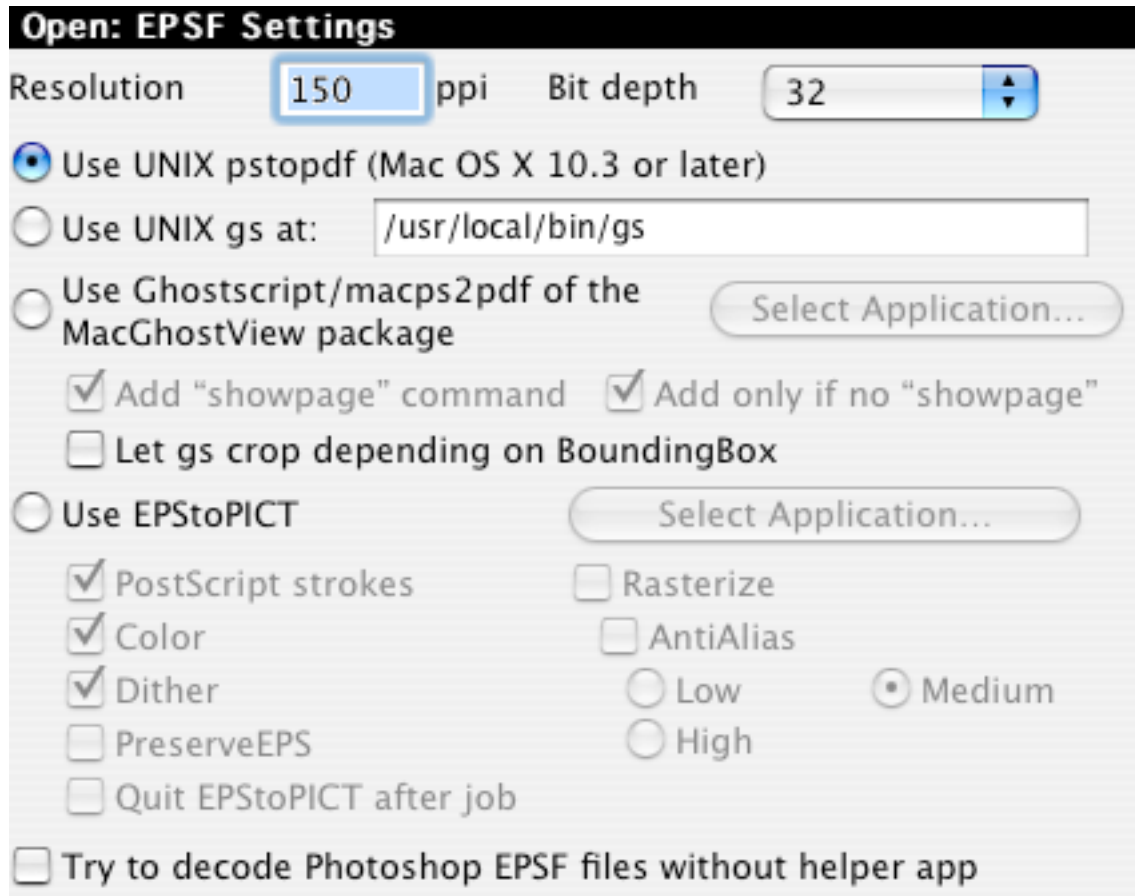 Open: EPSF Settings
Resolution 150 ppi Bit depth 32
Use UNIX pstopdf (Mac OS X 10.3 or later)
Use UNIX gs at: /usr/local/bin/gs
Use Ghostscript/macps2pdf of the
MacGhostView package
Select Application...
Add “showpage” command Add only if no “showpage”
Let gs crop depending on BoundingBox
Use EPStoPICT Select Application...
PostScript strokes Rasterize
Color AntiAlias
Dither Low Medium
PreserveEPS High
Quit EPStoPICT after job
Try to decode Photoshop EPSF files without helper app